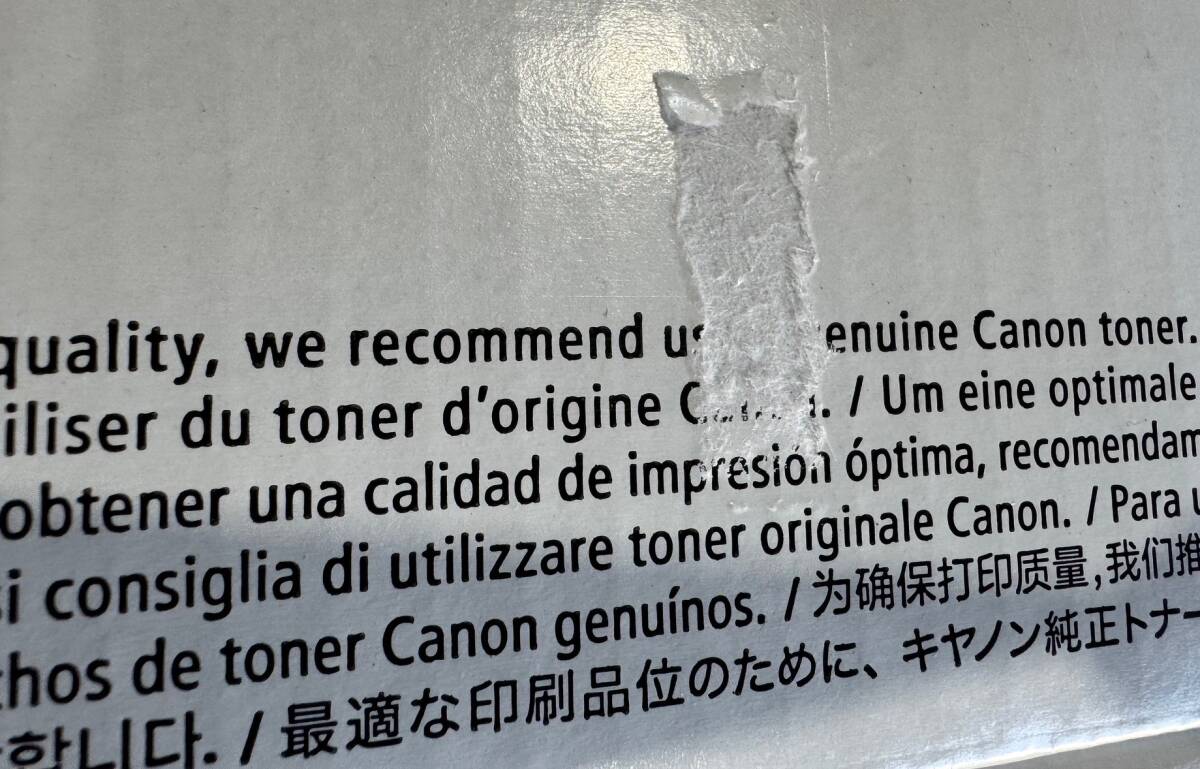 quality, we recommend enuine Canon toner.
iliser du toner d'origine / Um eine optimale
obtener una calidad de impresión óptima, recomendam
si consiglia di utilizzare toner originale Canon. / Para u
chos de toner Canon genuínos. / 为确保打印质量,我们推
합니다. / 最適な印刷品位のために、キヤノン純正トナー